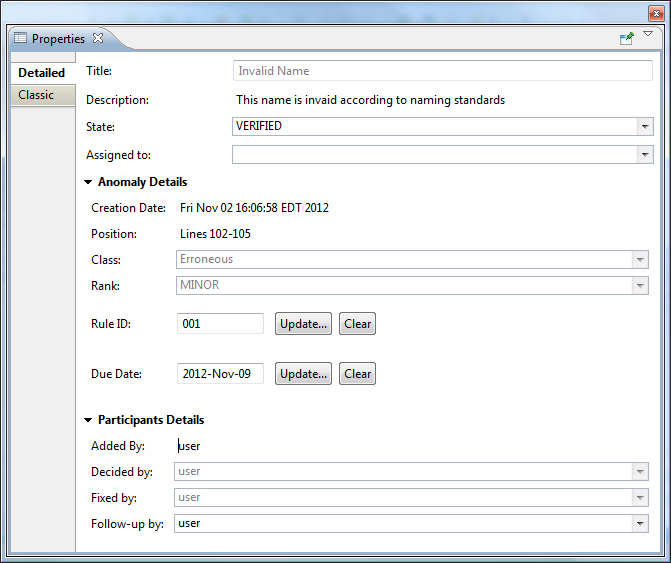 Properties
Detailed
Classic
Title: Invalid Name
Description: This name is invaid according to naming standards
State: VERIFIED
Assigned to:
Anomaly Details
Creation Date: Fri Nov 02 16:06:58 EDT 2012
Position: Lines 102-105
Class: Erroneous
Rank: MINOR
Rule ID: 001 Update... Clear
Due Date: 2012-Nov-09 Update... Clear
Participants Details
Added By: user
Decided by: user
Fixed by: user
Follow-up by: user